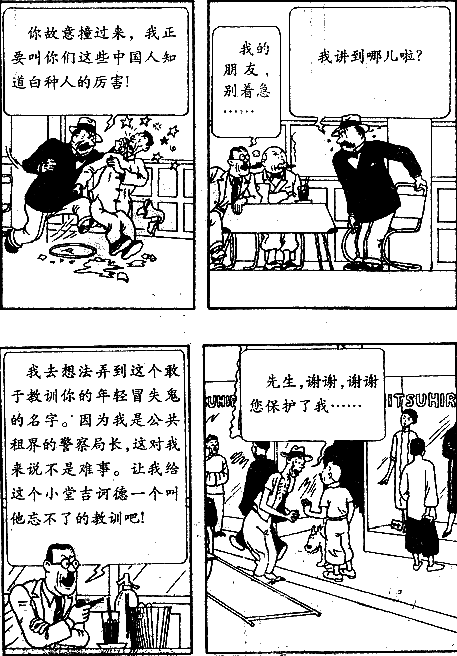 你故意撞过来，我正
要叫你们这些中国人知
道白种人的厉害！
我的
朋友，
别着急
……
我讲到哪儿啦？
我去想法弄到这个敢
于教训你的年轻冒失鬼
的名字。因为我是公共
租界的警察局长，这对我
来说不是难事。让我给
这个小堂吉诃德一个叫
他忘不了的教训吧！
先生，谢谢，谢谢
您保护了我……
ITSUHIR